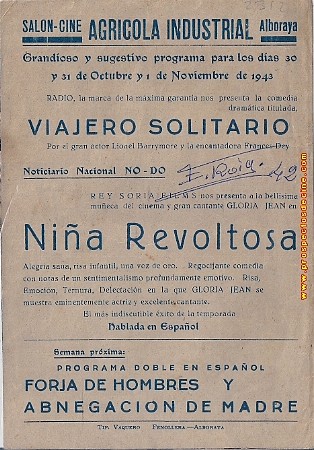 SALON-CINE AGRICOLA INDUSTRIAL Alboraya
Grandioso y sugestivo programa para los días 30
y 31 de Octubre y 1 de Noviembre de 1943
RADIO, la marca de la máxima garantía nos presenta la comedia
dramática titulada,
VIAJERO SOLITARIO
Por el gran actor Lionel Barrymore y la encantadora Frances Dey
Noticiario Nacional NO-DO
REY SORIA FILMS nos presenta a la bellísima
muñeca del cinema y gran cantante GLORIA JEAN en
Niña Revoltosa
Alegría sana, risa infantil, una voz de oro. . Regocijante comedia
con notas de un sentimentalismo profundamente emotivo. Risa,
Emoción, Ternura, Delectación en la que GLORIA JEAN se
muestra eminentemente actriz y excelente cantante.
El más indiscutible éxito de la temporada
Hablada en Español
Semana próxima:
PROGRAMA DOBLE EN ESPAÑOL
FORJA DE HOMBRES Y
ABNEGACION DE MADRE
TIP. VAQUERO FENOLLERA—ALBORAYA
www.prospectosdecine.com